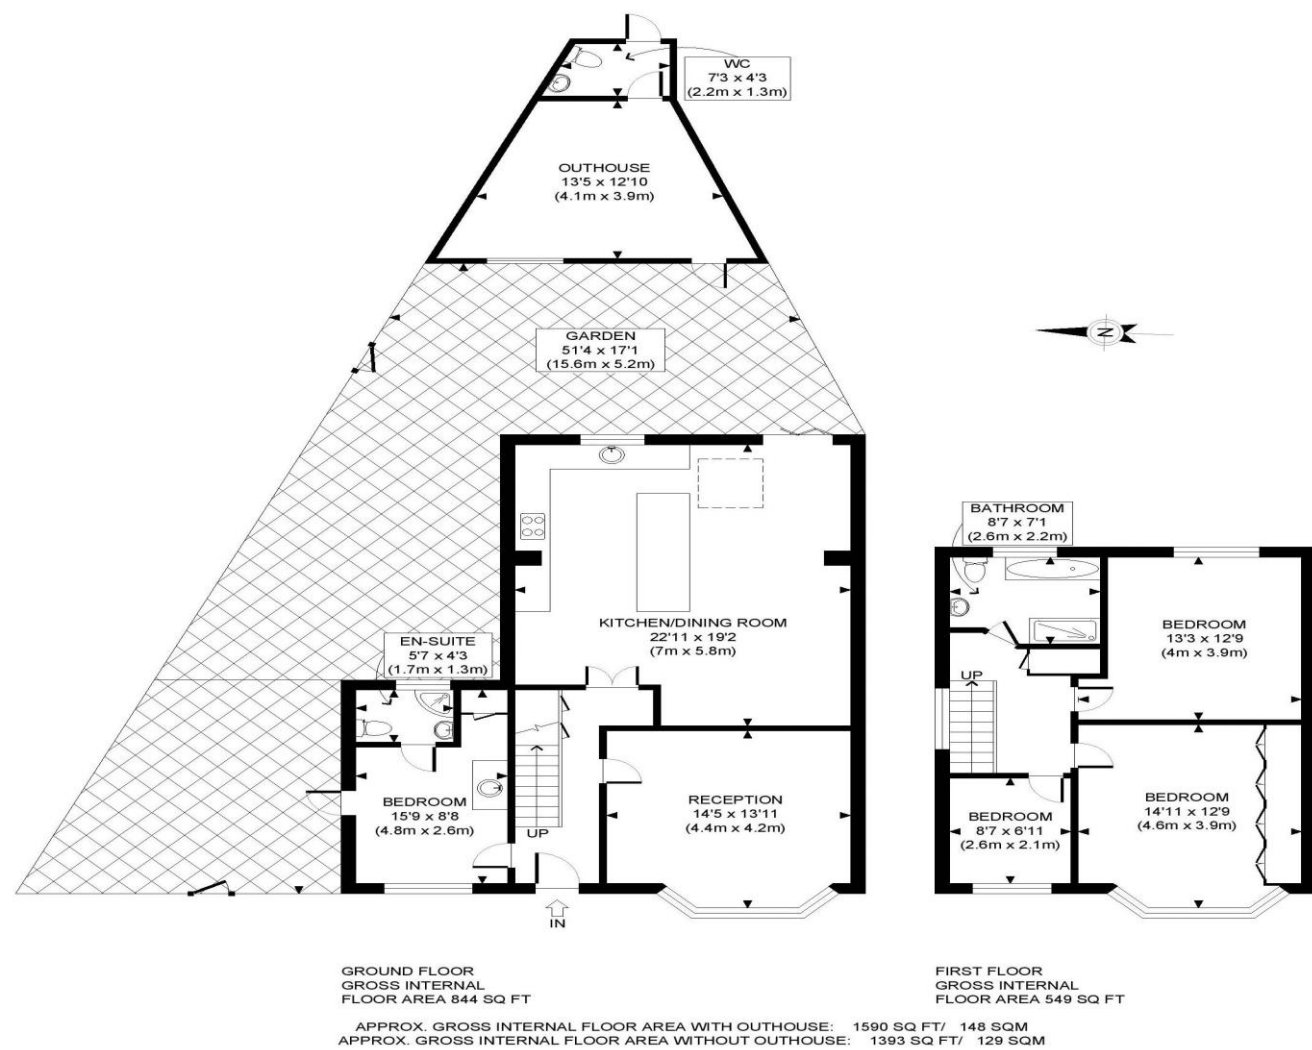 WC
7'3 x 4'3
(2.2m x 1.3m)
OUTHOUSE
13'5 x 12'10
(4.1m x 3.9m)
GARDEN
51'4 x 17'1
(15.6m x 5.2m)
N
KITCHEN/DINING ROOM
22'11 x 19'2
(7m x 5.8m)
EN-SUITE
5'7 x 4'3
(1.7m x 1.3m)
BEDROOM
15'9 x 8'8
(4.8m x 2.6m)
UP
RECEPTION
14'5 x 13'11
(4.4m x 4.2m)
IN
BATHROOM
8'7 x 7'1
(2.6m x 2.2m)
BEDROOM
13'3 x 12'9
(4m x 3.9m)
UP
BEDROOM
14'11 x 12'9
(4.6m x 3.9m)
BEDROOM
8'7 x 6'11
(2.6m x 2.1m)
GROUND FLOOR
GROSS INTERNAL
FLOOR AREA 844 SQ FT
FIRST FLOOR
GROSS INTERNAL
FLOOR AREA 549 SQ FT
APPROX. GROSS INTERNAL FLOOR AREA WITH OUTHOUSE: 1590 SQ FT/ 148 SQM
APPROX. GROSS INTERNAL FLOOR AREA WITHOUT OUTHOUSE: 1393 SQ FT/ 129 SQM